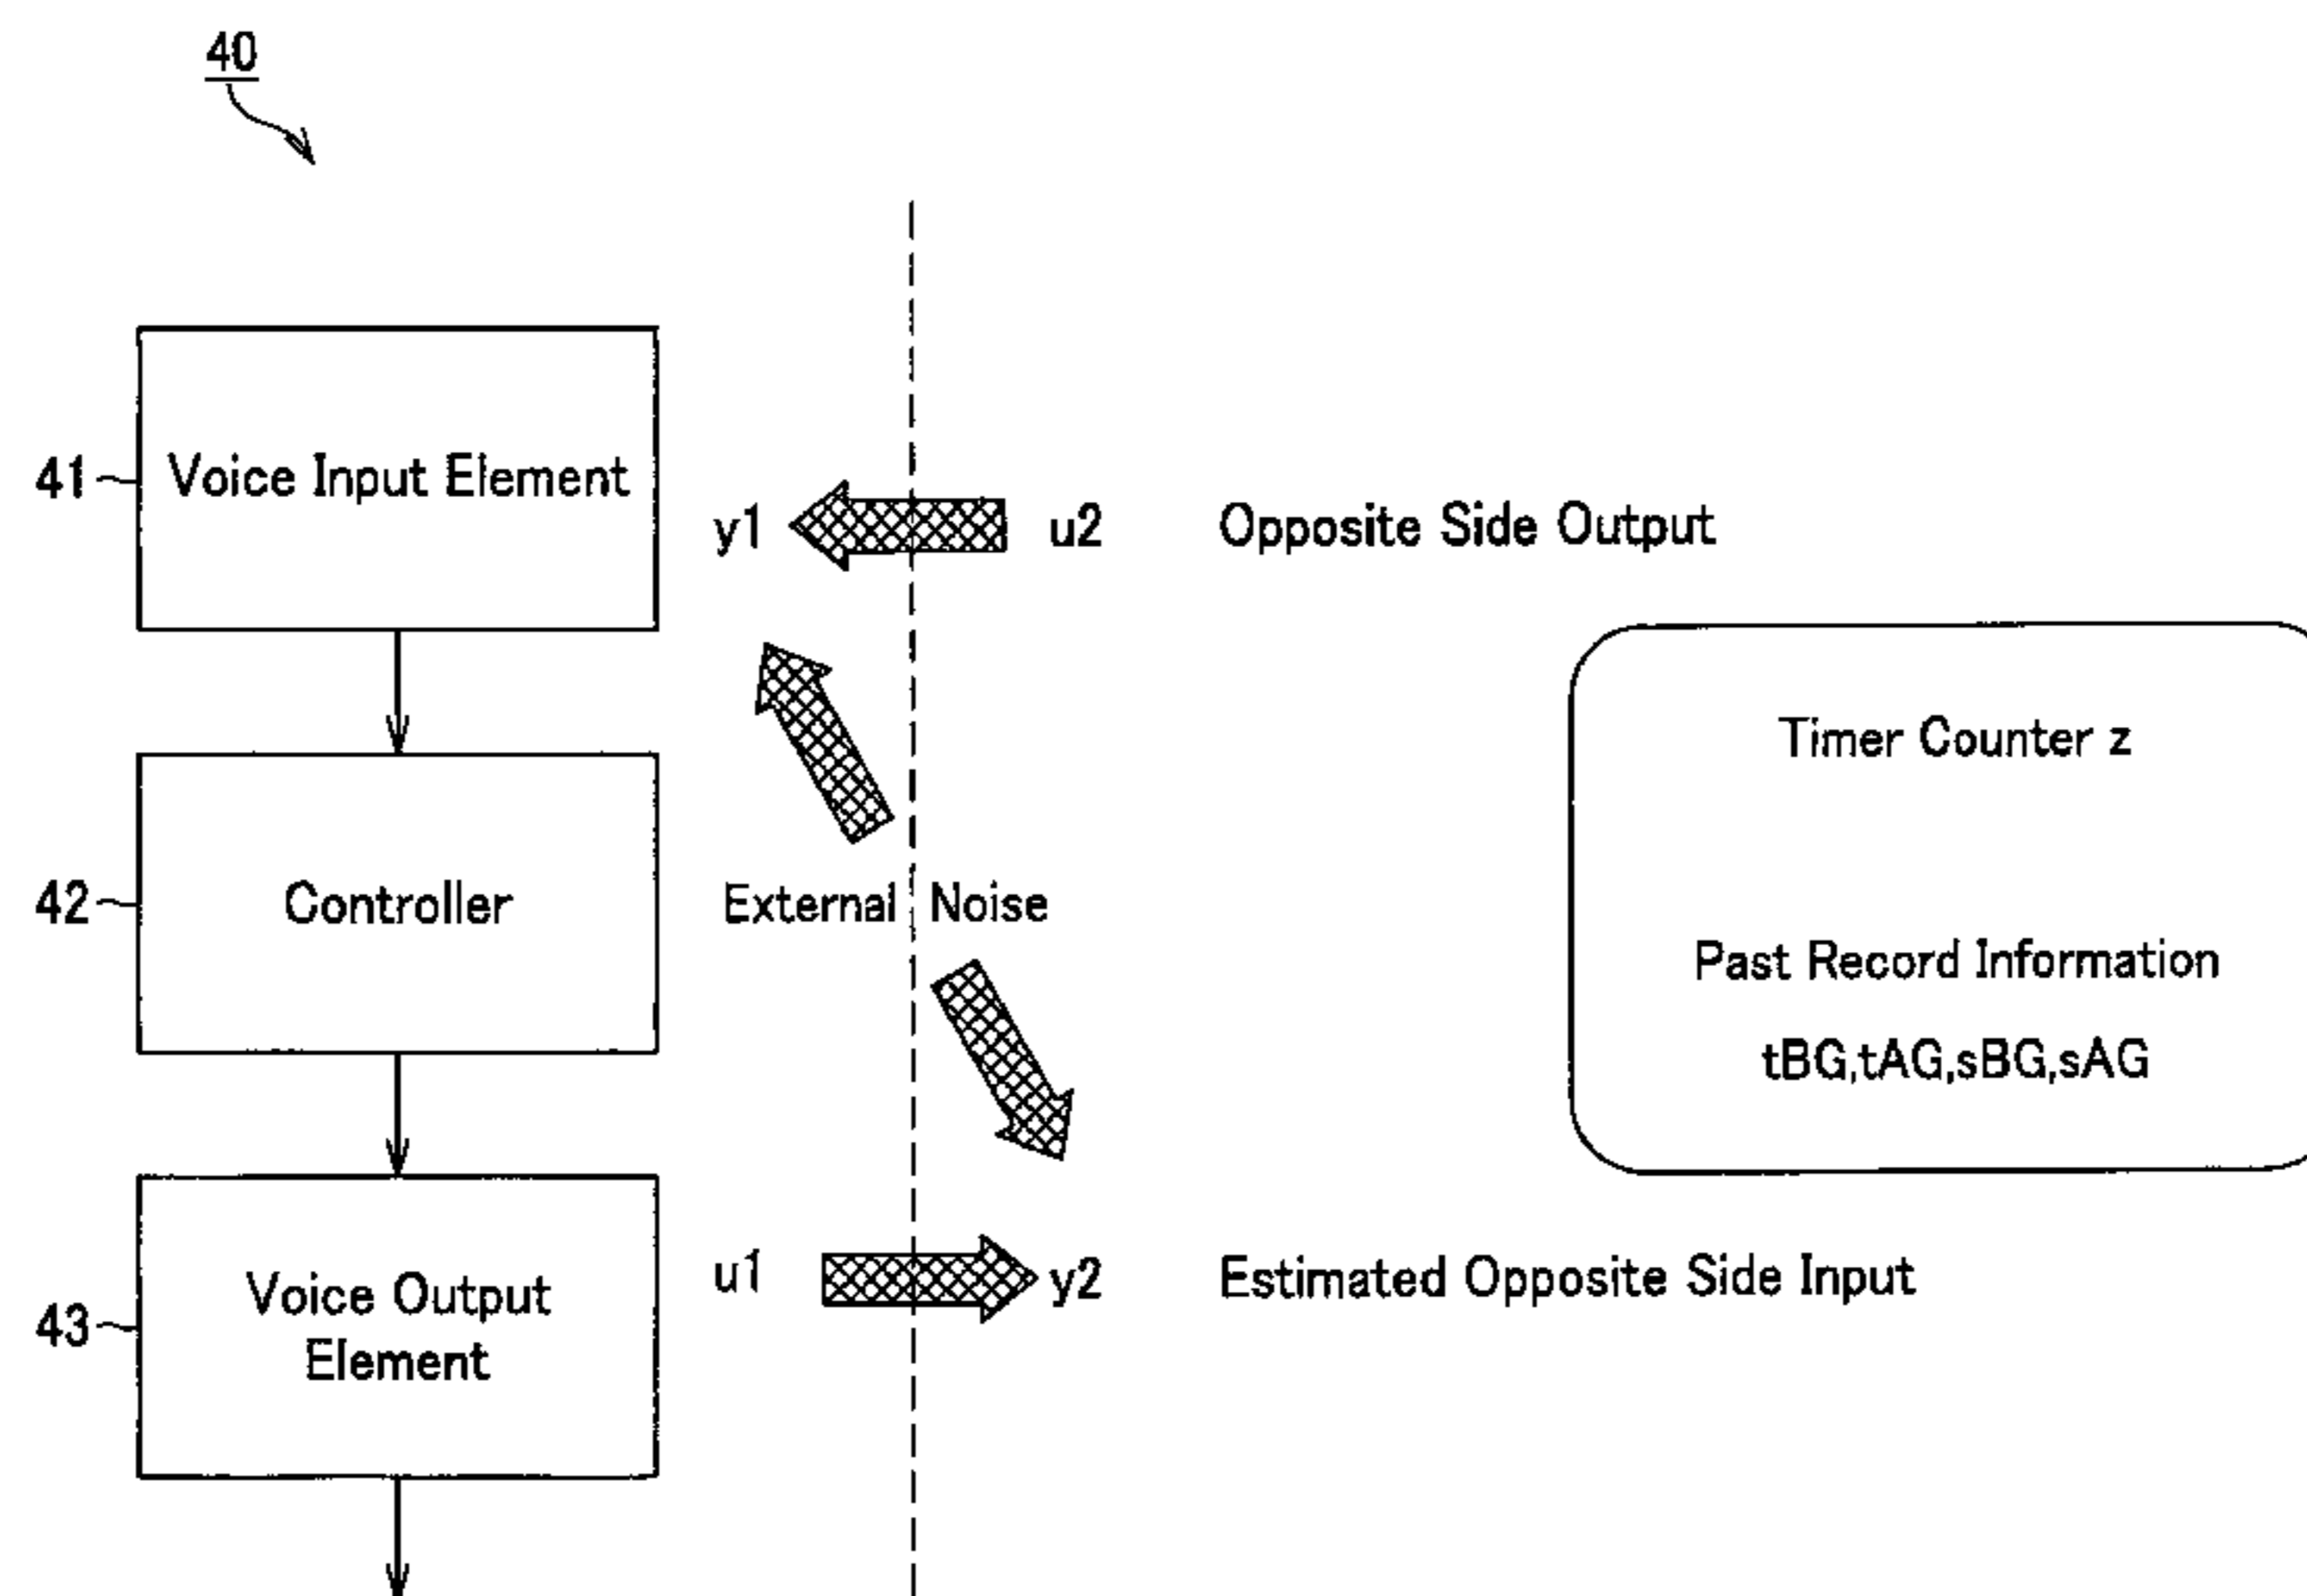 40
41
Voice Input Element
y1
u2
Opposite Side Output
Timer Counter z
42
Controller
External Noise
Past Record Information
tBG,tAG,sBG,sAG
43
Voice Output
Element
u1
y2
Estimated Opposite Side Input